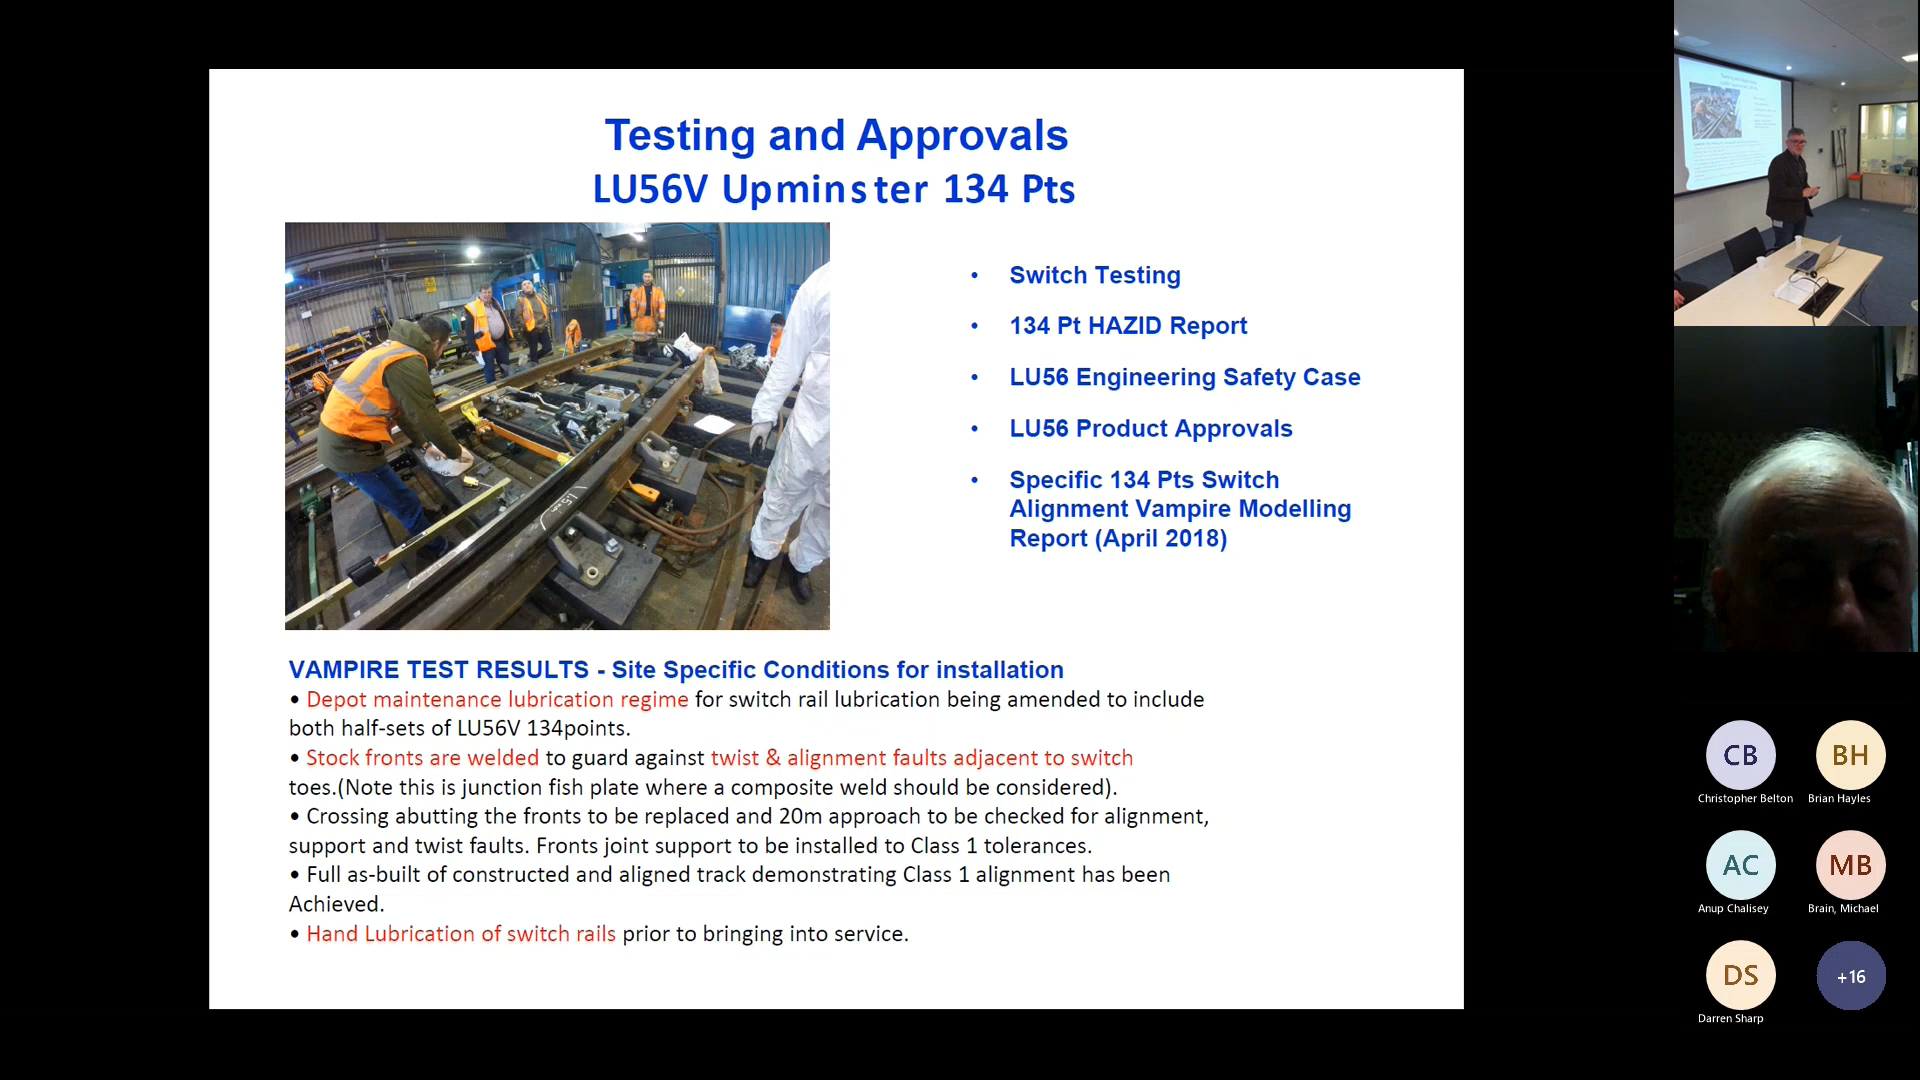 Testing and Approvals
LU56V Upminster 134 Pts
• Switch Testing
• 134 Pt HAZID Report
• LU56 Engineering Safety Case
• LU56 Product Approvals
• Specific 134 Pts Switch
Alignment Vampire Modelling
Report (April 2018)
VAMPIRE TEST RESULTS - Site Specific Conditions for installation
• Depot maintenance lubrication regime for switch rail lubrication being amended to include
both half-sets of LU56V 134points.
• Stock fronts are welded to guard against twist & alignment faults adjacent to switch
toes.(Note this is junction fish plate where a composite weld should be considered).
• Crossing abutting the fronts to be replaced and 20m approach to be checked for alignment,
support and twist faults. Fronts joint support to be installed to Class 1 tolerances.
• Full as-built of constructed and aligned track demonstrating Class 1 alignment has been
Achieved.
• Hand Lubrication of switch rails prior to bringing into service.
CB
Christopher Belton
BH
Brian Hayles
AC
Anup Chalisey
MB
Brain, Michael
DS
Darren Sharp
+16